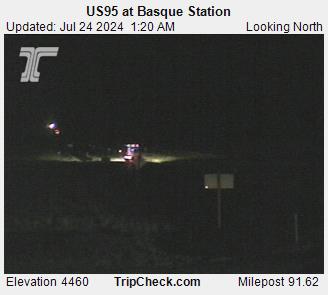 US95 at Basque Station
Updated: Jul 24 2024 1:20 AM Looking North
Elevation 4460 TripCheck.com Milepost 91.62